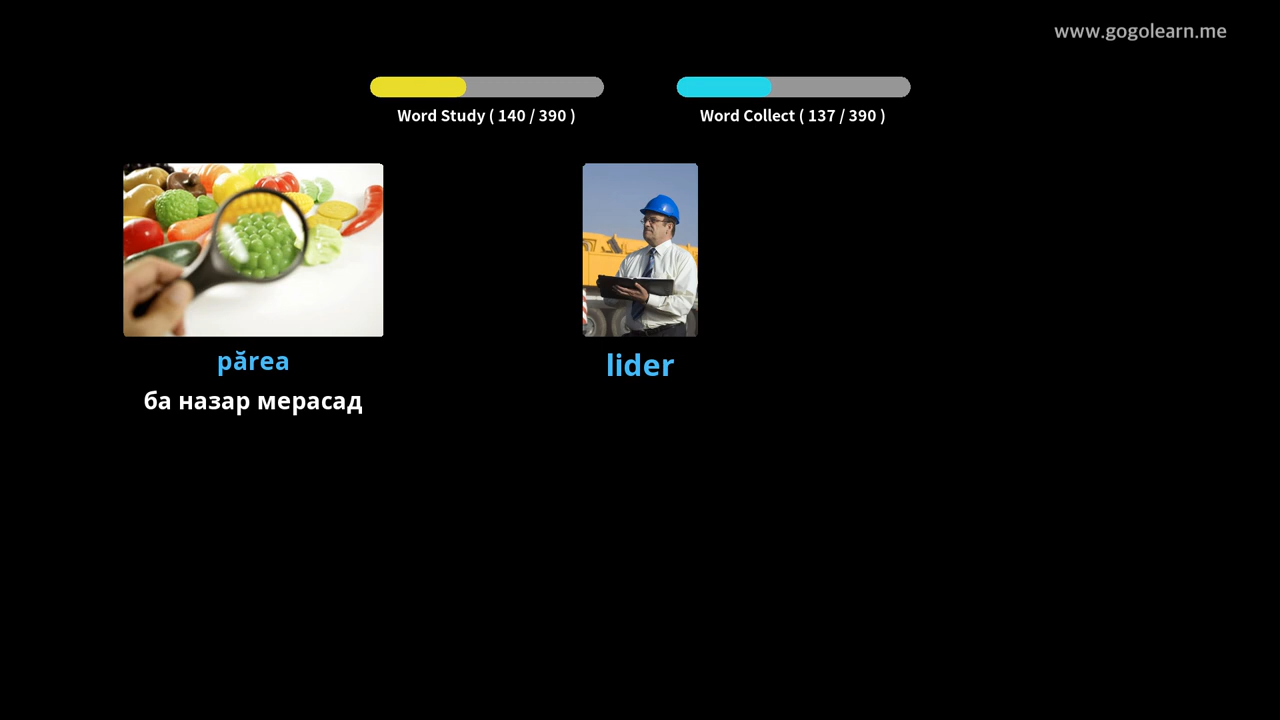 www.gogolearn.me
Word Study ( 140 / 390 )
Word Collect ( 137 / 390 )
părea
ба назар мерасад
lider